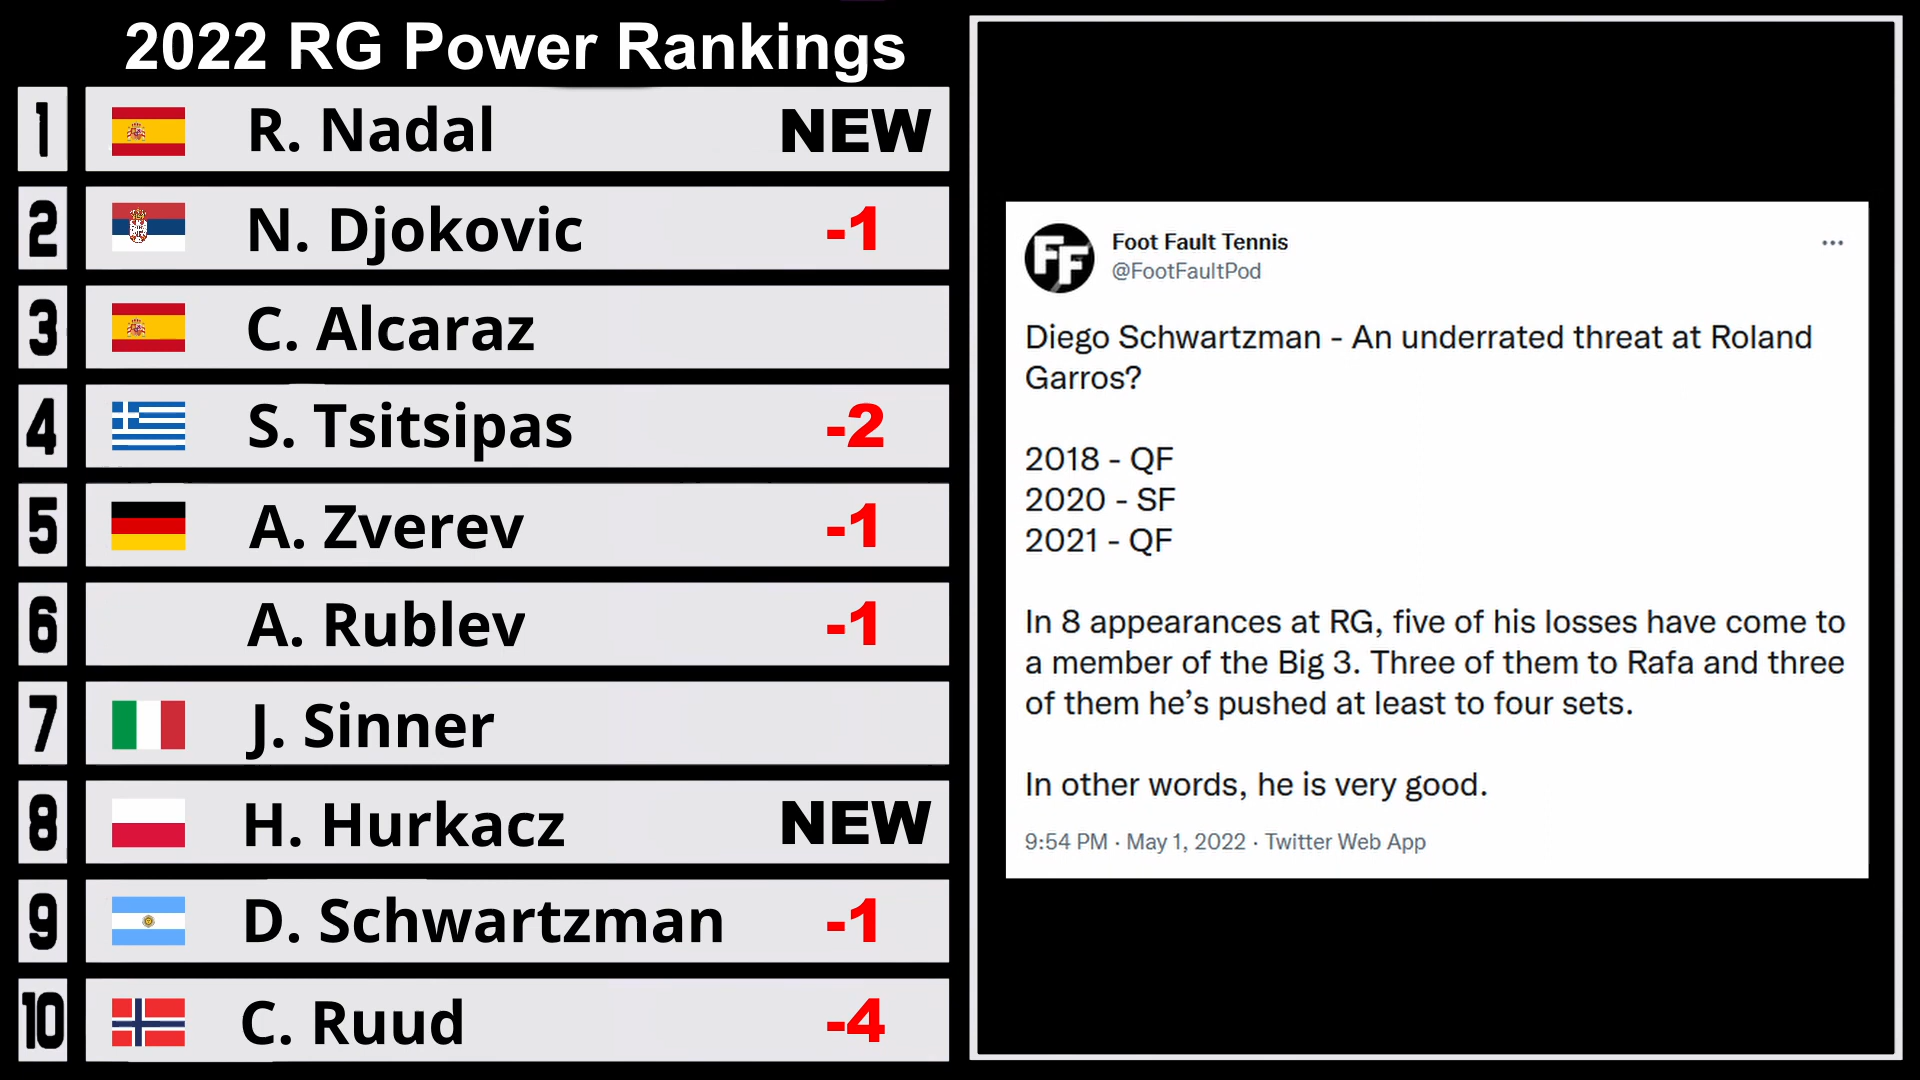 2022 RG Power Rankings
1 R. Nadal NEW
2 N. Djokovic -1
3 C. Alcaraz
4 S. Tsitsipas -2
5 A. Zverev -1
6 A. Rublev -1
7 J. Sinner
8 H. Hurkacz NEW
9 D. Schwartzman -1
10 C. Ruud -4
FF
Foot Fault Tennis
@FootFaultPod
Diego Schwartzman - An underrated threat at Roland
Garros?
2018 - QF
2020 - SF
2021 - QF
In 8 appearances at RG, five of his losses have come to
a member of the Big 3. Three of them to Rafa and three
of them he’s pushed at least to four sets.
In other words, he is very good.
9:54 PM · May 1, 2022 · Twitter Web App